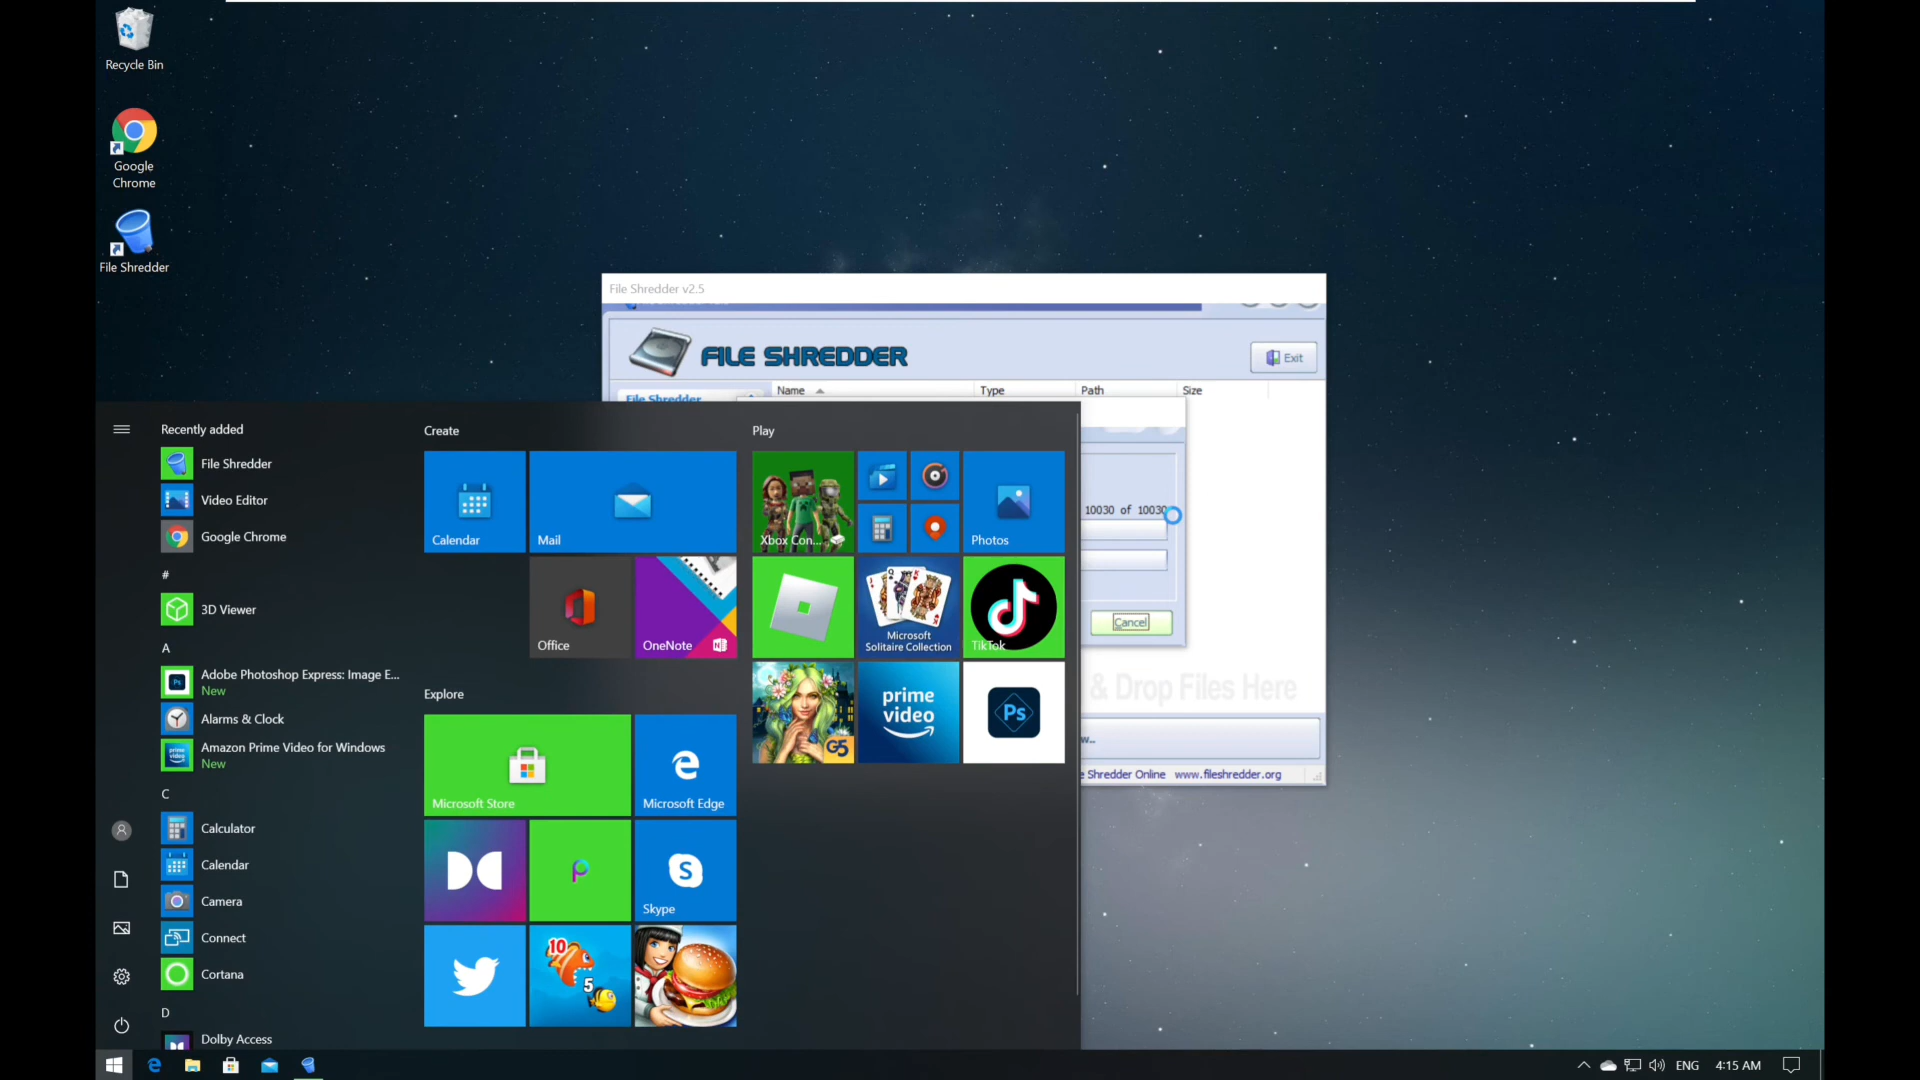 Recycle Bin
Google
Chrome
File Shredder
File Shredder v2.5
FILE SHREDDER
Exit
Name
Type
Path
Size
File Shredder
10030 of 10030
Cancel
& Drop Files Here
w...
e Shredder Online
www.fileshredder.org
Recently added
File Shredder
Video Editor
Google Chrome
#
3D Viewer
A
Adobe Photoshop Express: Image E...
New
Alarms & Clock
Amazon Prime Video for Windows
New
C
Calculator
Calendar
Camera
Connect
Cortana
D
Dolby Access
Create
Calendar
Mail
Office
OneNote
Explore
Microsoft Store
Microsoft Edge
Skype
10
5
Play
Xbox Con...
Photos
Microsoft
Solitaire Collection
TikTok
G5
prime
video
Ps
ENG
4:15 AM